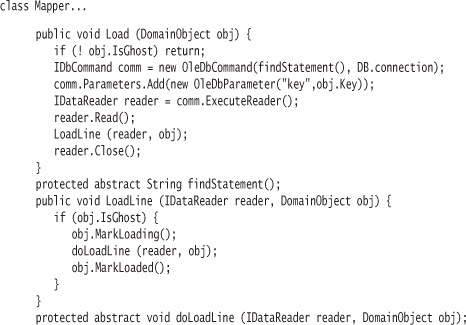 class Mapper...
public void Load (DomainObject obj) {
if (! obj.IsGhost) return;
IDbCommand comm = new OleDbCommand(findStatement(), DB.connection);
comm.Parameters.Add(new OleDbParameter("key",obj.Key));
IDataReader reader = comm.ExecuteReader();
reader.Read();
LoadLine (reader, obj);
reader.Close();
}
protected abstract String findStatement();
public void LoadLine (IDataReader reader, DomainObject obj) {
if (obj.IsGhost) {
obj.MarkLoading();
doLoadLine (reader, obj);
obj.MarkLoaded();
}
}
protected abstract void doLoadLine (IDataReader reader, DomainObject obj);